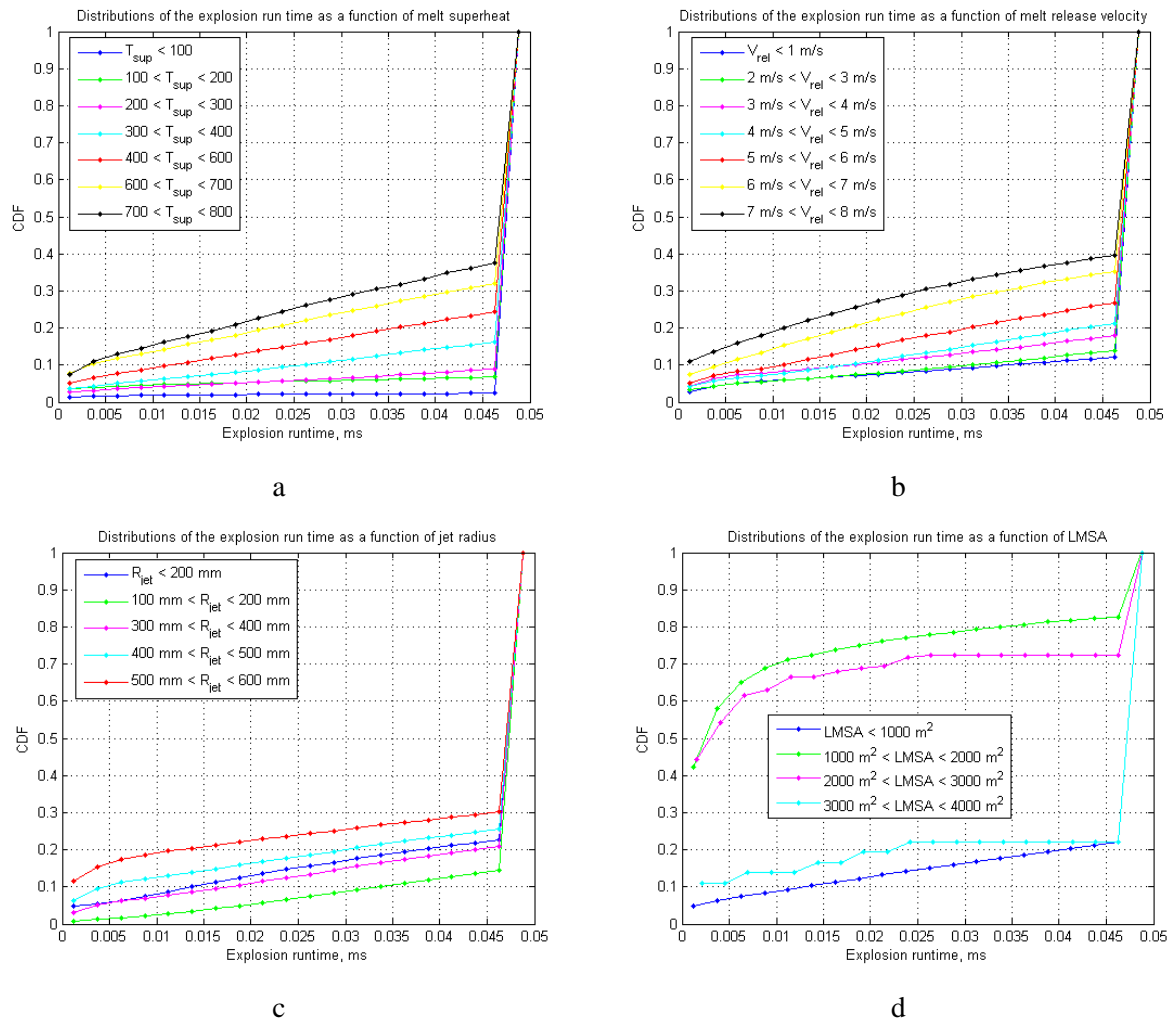 Distributions of the explosion run time as a function of melt superheat
1
0.9
0.8
0.7
0.6
0.5
0.4
0.3
0.2
0.1
0
CDF
T_sup < 100
100 < T_sup < 200
200 < T_sup < 300
300 < T_sup < 400
400 < T_sup < 600
600 < T_sup < 700
700 < T_sup < 800
0 0.005 0.01 0.015 0.02 0.025 0.03 0.035 0.04 0.045 0.05
Explosion runtime, ms
a
Distributions of the explosion run time as a function of melt release velocity
1
0.9
0.8
0.7
0.6
0.5
0.4
0.3
0.2
0.1
0
CDF
V_rel < 1 m/s
2 m/s < V_rel < 3 m/s
3 m/s < V_rel < 4 m/s
4 m/s < V_rel < 5 m/s
5 m/s < V_rel < 6 m/s
6 m/s < V_rel < 7 m/s
7 m/s < V_rel < 8 m/s
0 0.005 0.01 0.015 0.02 0.025 0.03 0.035 0.04 0.045 0.05
Explosion runtime, ms
b
Distributions of the explosion run time as a function of jet radius
1
0.9
0.8
0.7
0.6
0.5
0.4
0.3
0.2
0.1
0
CDF
R_jet < 200 mm
100 mm < R_jet < 200 mm
300 mm < R_jet < 400 mm
400 mm < R_jet < 500 mm
500 mm < R_jet < 600 mm
0 0.005 0.01 0.015 0.02 0.025 0.03 0.035 0.04 0.045 0.05
Explosion runtime, ms
c
Distributions of the explosion run time as a function of LMSA
1
0.9
0.8
0.7
0.6
0.5
0.4
0.3
0.2
0.1
0
CDF
LMSA < 1000 m²
1000 m² < LMSA < 2000 m²
2000 m² < LMSA < 3000 m²
3000 m² < LMSA < 4000 m²
0 0.005 0.01 0.015 0.02 0.025 0.03 0.035 0.04 0.045 0.05
Explosion runtime, ms
d